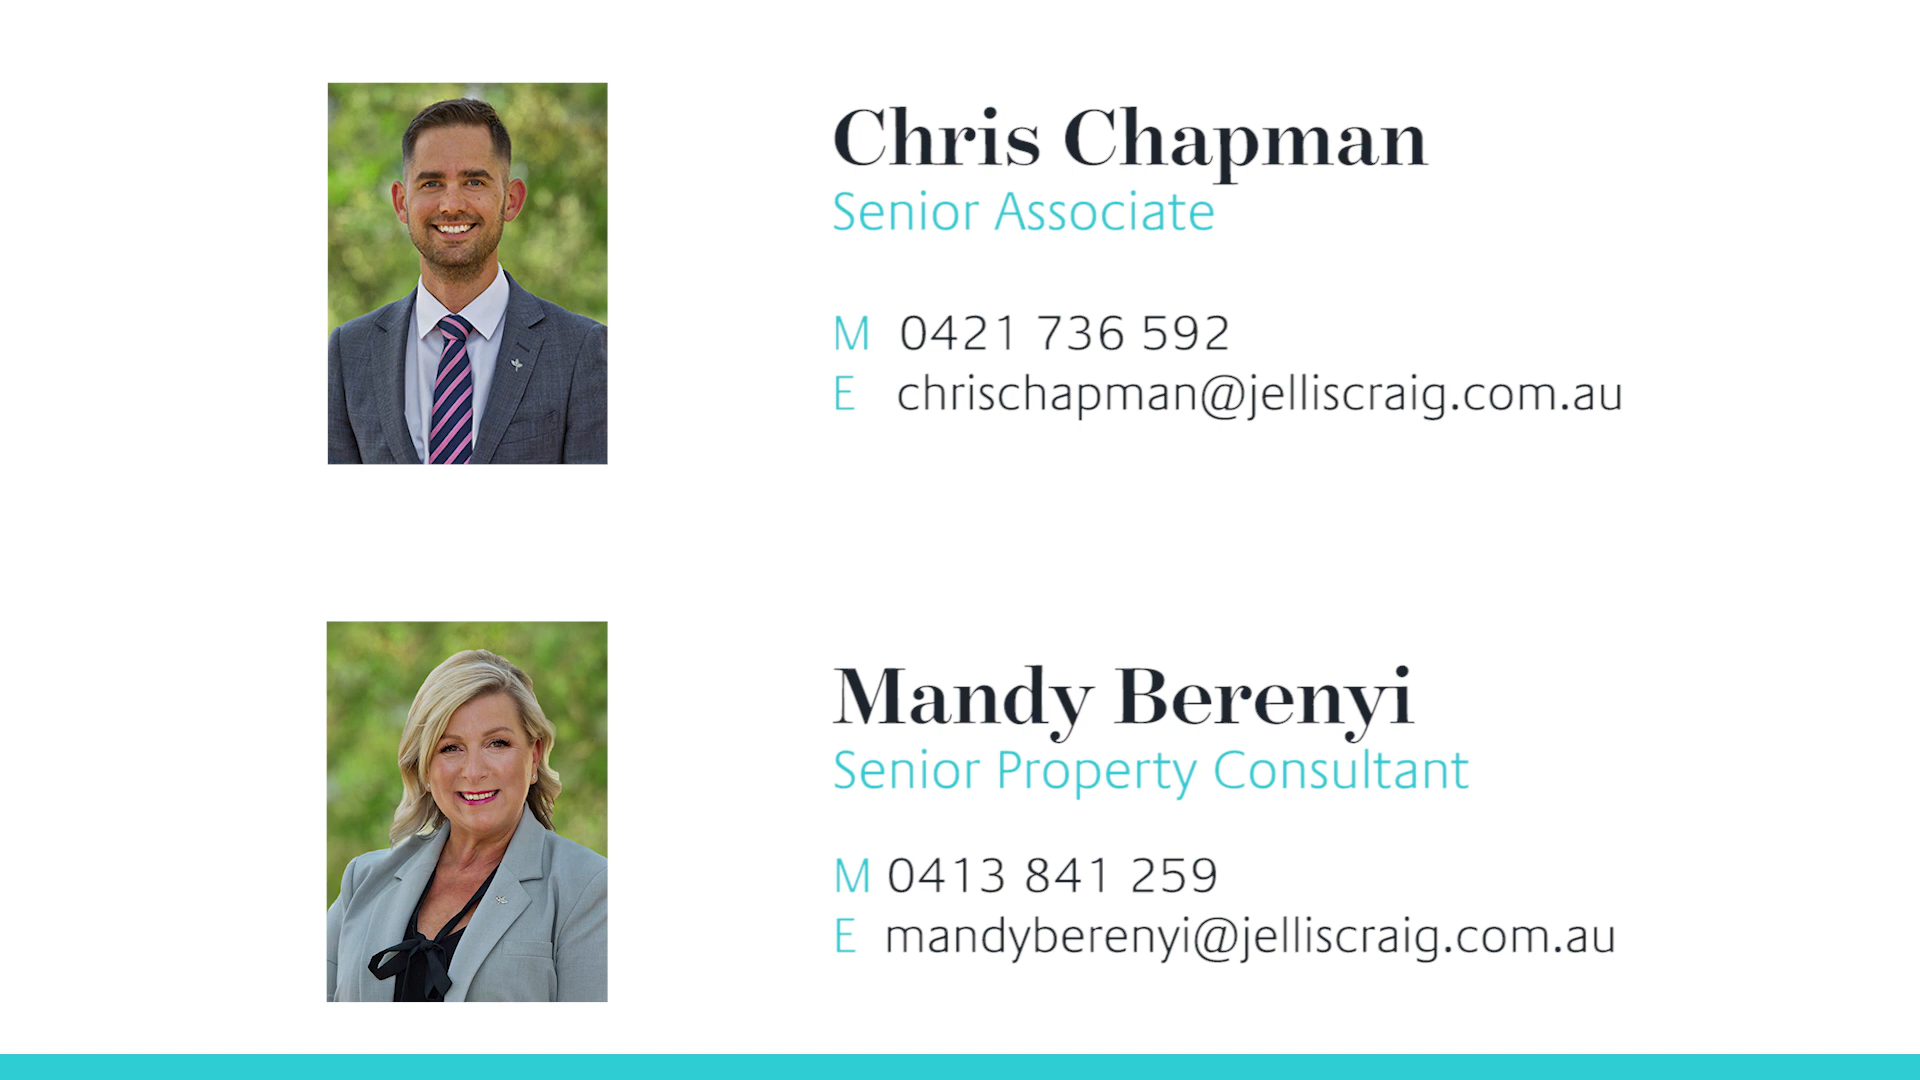 Chris Chapman
Senior Associate
M 0421 736 592
E chrischapman@jelliscraig.com.au
Mandy Berenyi
Senior Property Consultant
M 0413 841 259
E mandyberenyi@jelliscraig.com.au